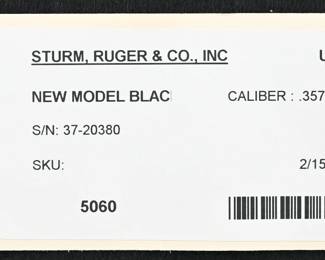 STURM, RUGER & CO., INC U
NEW MODEL BLAC CALIBER : .357
S/N: 37-20380
SKU: 2/15
5060